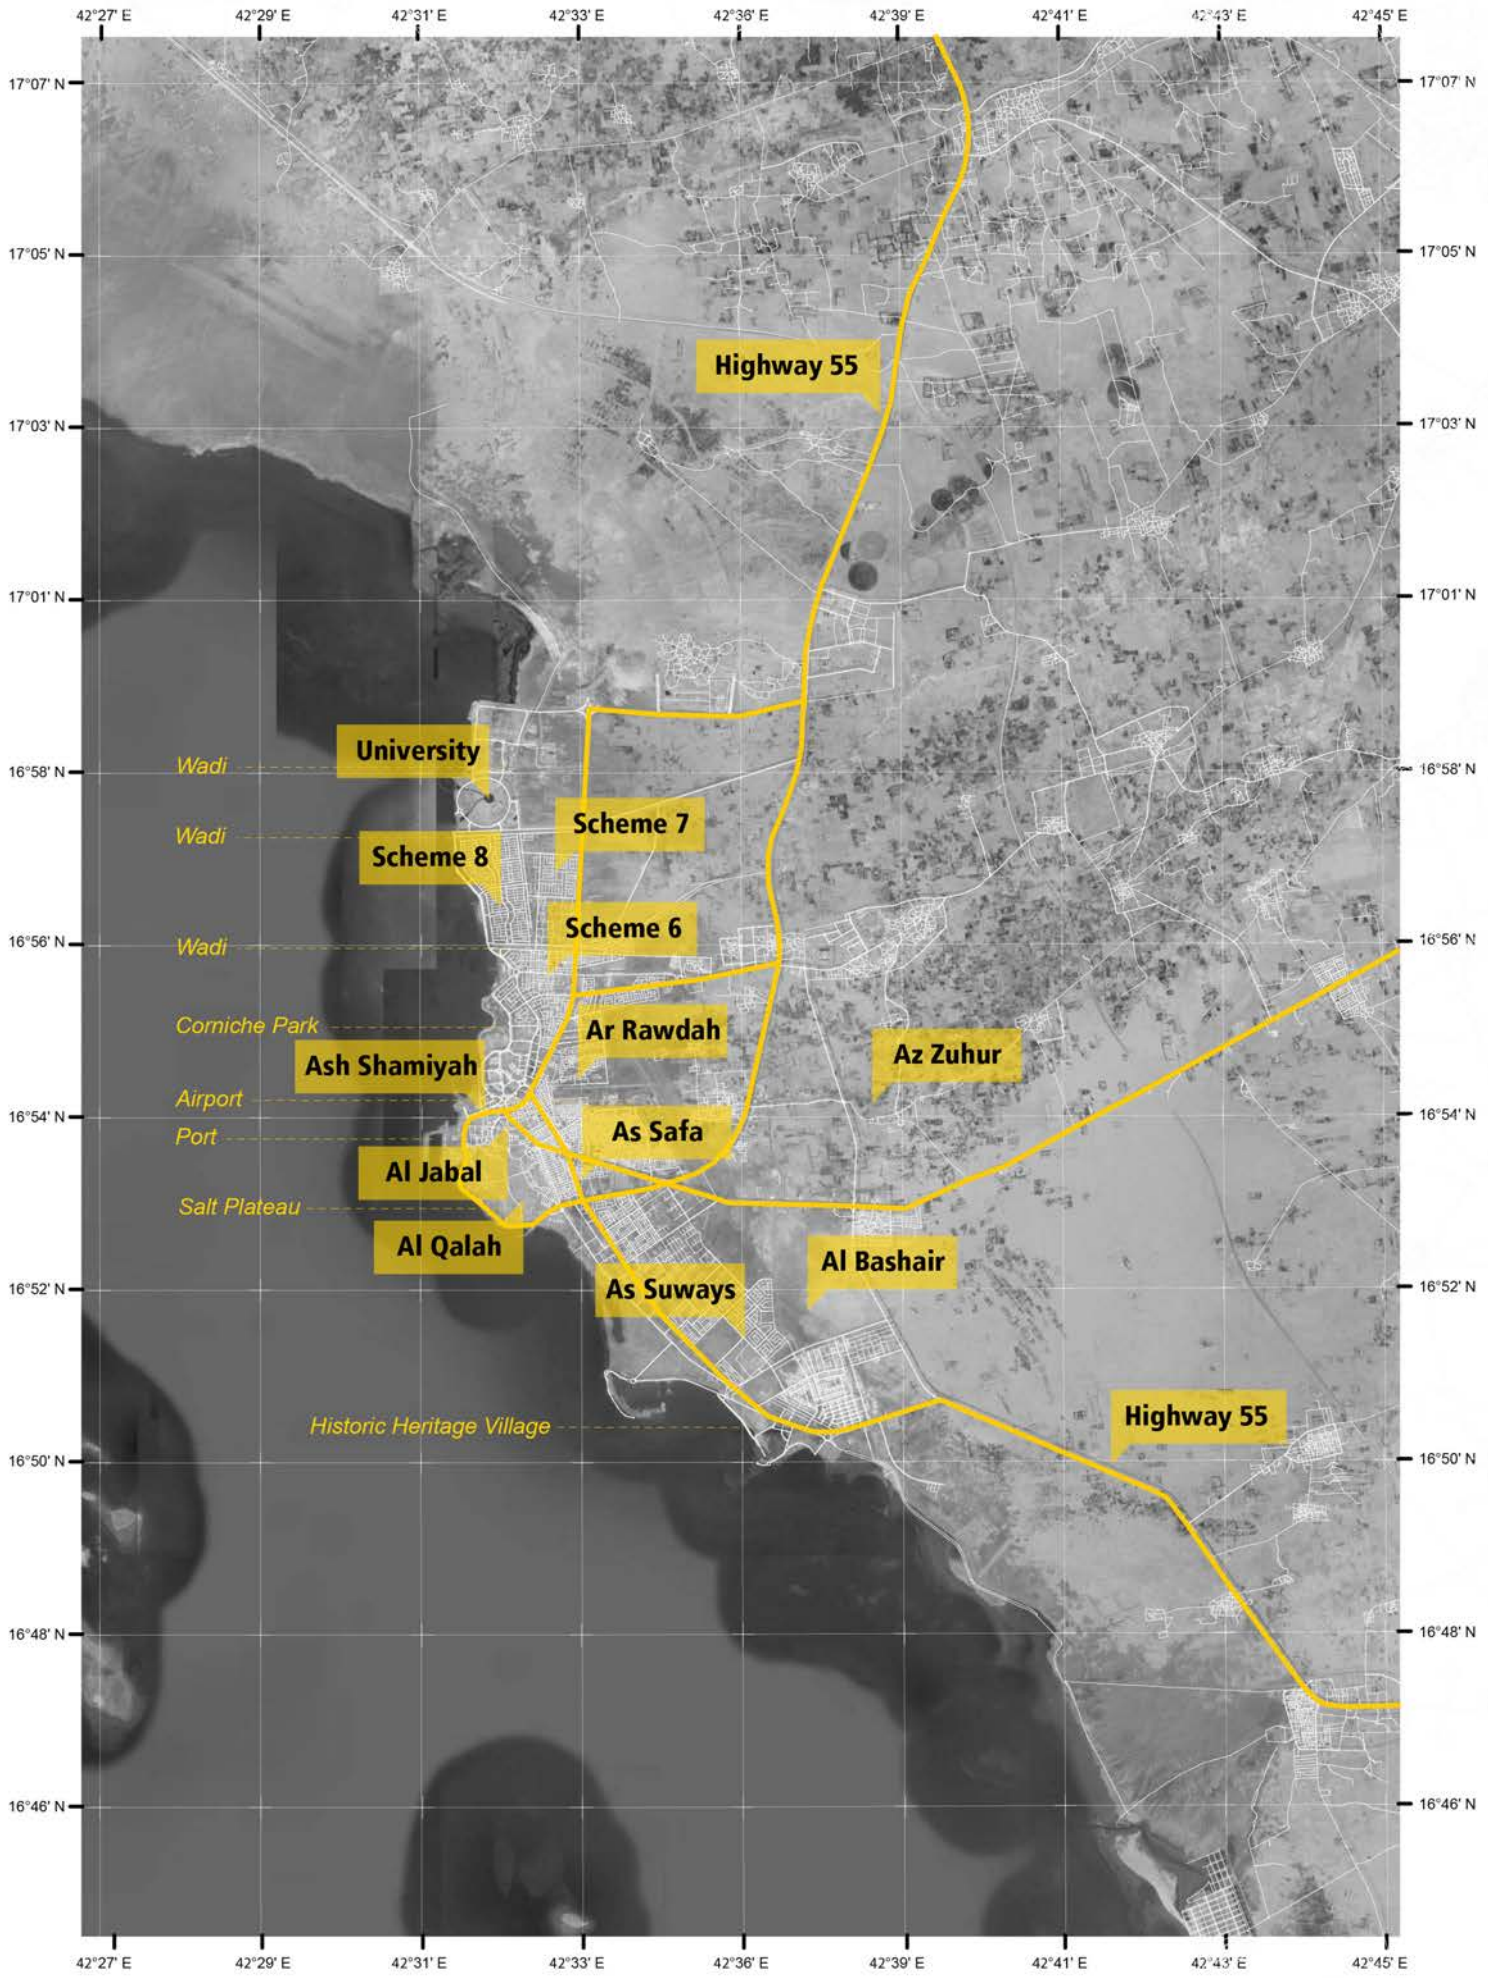 42°27' E 42°29' E 42°31' E 42°33' E 42°36' E 42°39' E 42°41' E 42°43' E 42°45' E
17°07' N 17°07' N
17°05' N 17°05' N
Highway 55
17°03' N 17°03' N
17°01' N 17°01' N
University
Wadi
16°58' N 16°58' N
Scheme 7
Wadi
Scheme 8
Scheme 6
16°56' N 16°56' N
Wadi
Corniche Park
Ar Rawdah
Az Zuhur
Ash Shamiyah
Airport
16°54' N 16°54' N
Port
As Safa
Al Jabal
Salt Plateau
Al Qalah
Al Bashair
As Suways
16°52' N 16°52' N
Highway 55
Historic Heritage Village
16°50' N 16°50' N
16°48' N 16°48' N
16°46' N 16°46' N
42°27' E 42°29' E 42°31' E 42°33' E 42°36' E 42°39' E 42°41' E 42°43' E 42°45' E